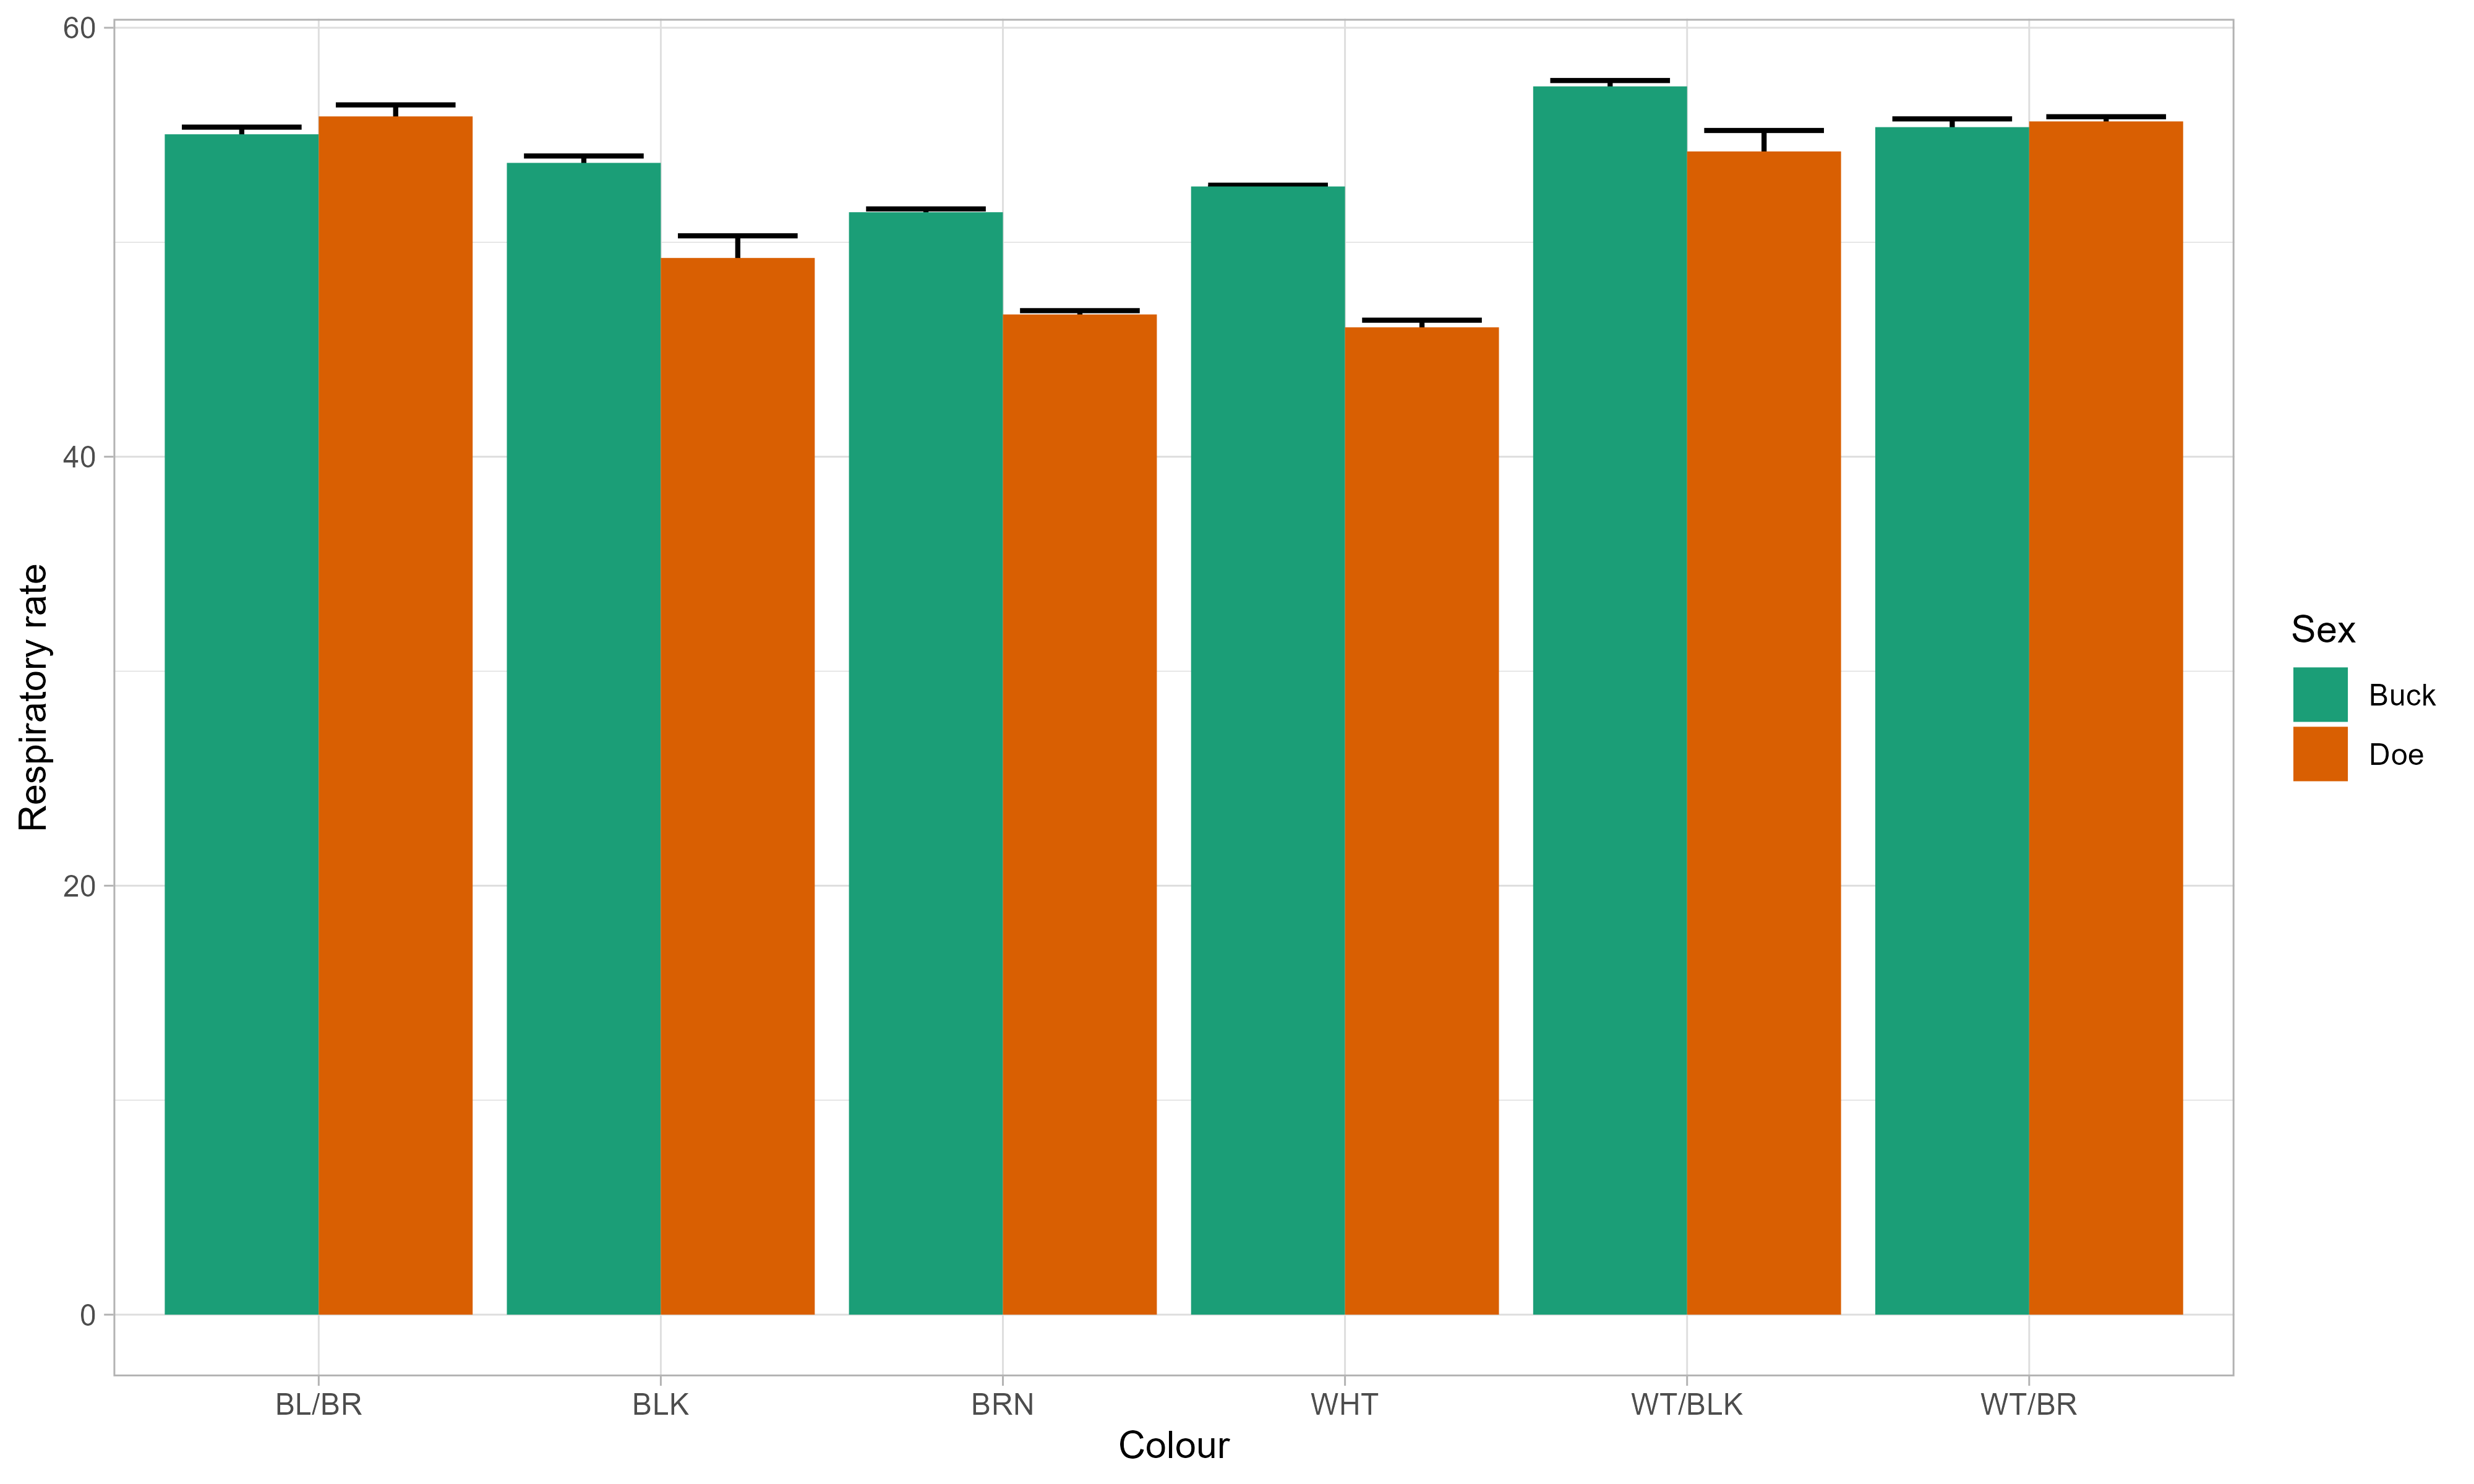 60
40
20
0
Respiratory rate
BL/BR
BLK
BRN
WHT
WT/BLK
WT/BR
Colour
Sex
Buck
Doe